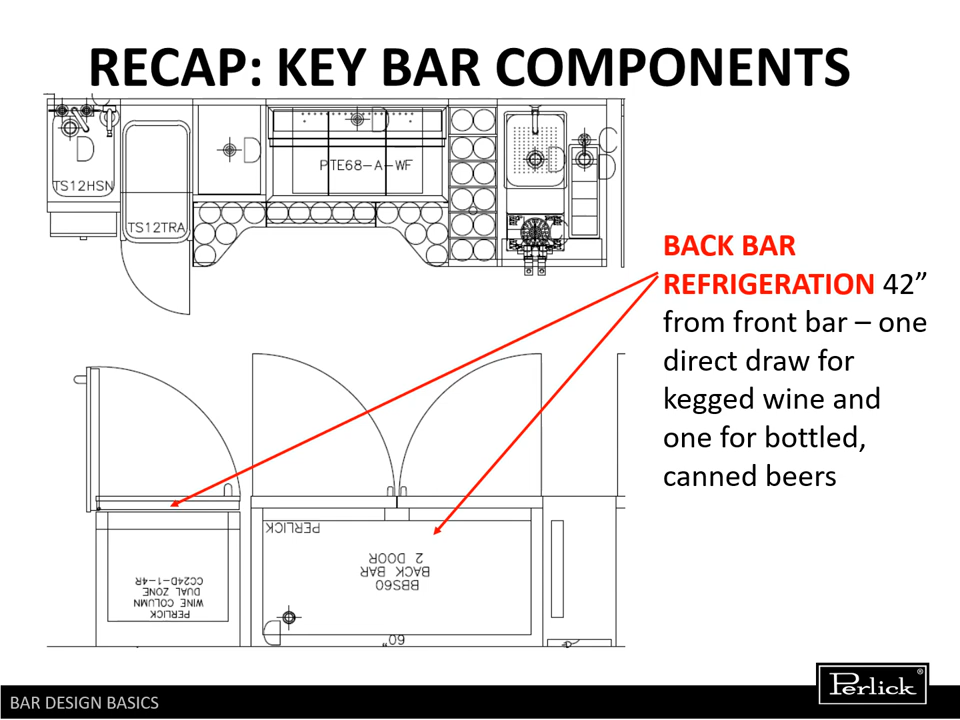 RECAP: KEY BAR COMPONENTS
D
D
D
D
C
D
TS12HSN
PTE68-A-WF
TS12TRA
C
BACK BAR
REFRIGERATION 42”
from front bar – one
direct draw for
kegged wine and
one for bottled,
canned beers
PERLICK
BBS60
BACK BAR
2 DOOR
PERLICK
WINE COLUMN
DUAL ZONE
CC24D-1-4R
60"
BAR DESIGN BASICS
Perlick®